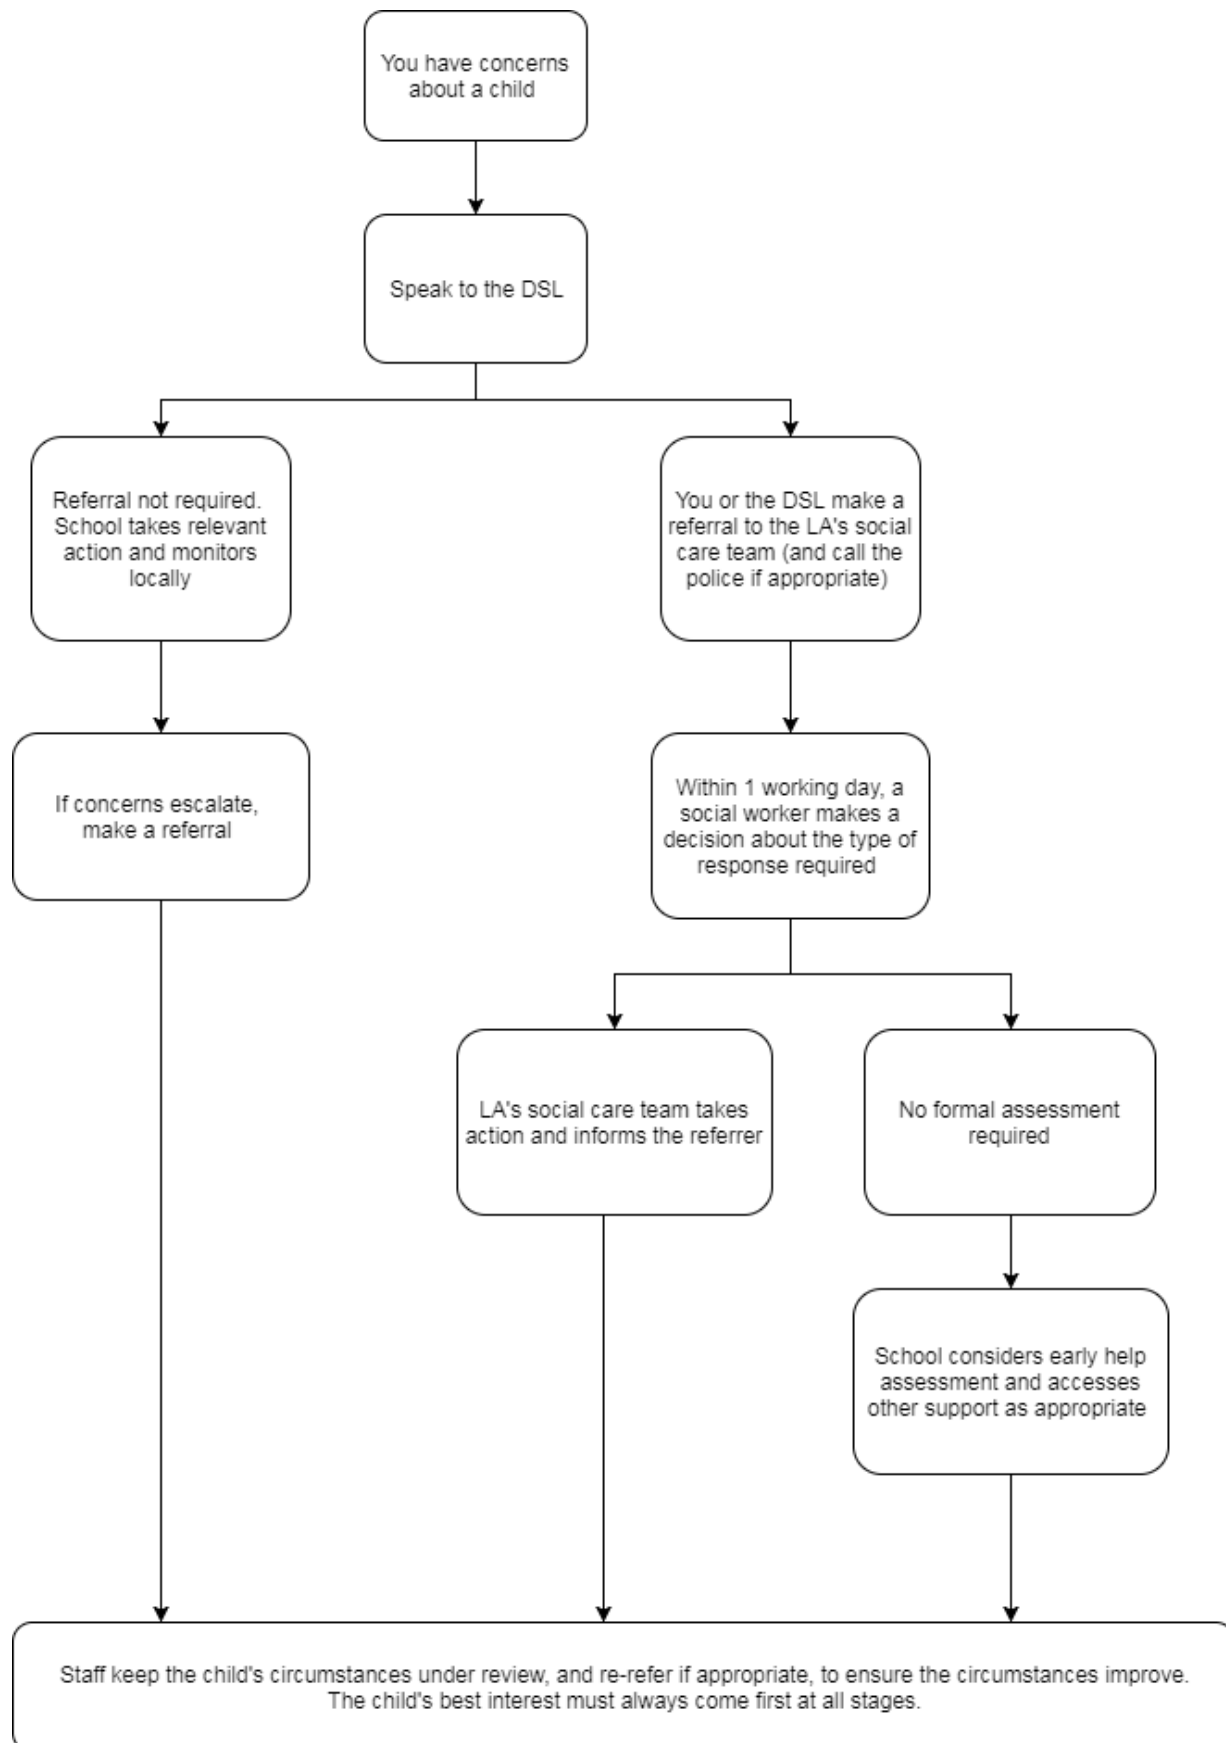 You have concerns
about a child
Speak to the DSL
Referral not required.
School takes relevant
action and monitors
locally
You or the DSL make a
referral to the LA's social
care team (and call the
police if appropriate)
If concerns escalate,
make a referral
Within 1 working day, a
social worker makes a
decision about the type of
response required
LA's social care team takes
action and informs the referrer
No formal assessment
required
School considers early help
assessment and accesses
other support as appropriate
Staff keep the child's circumstances under review, and re-refer if appropriate, to ensure the circumstances improve.
The child's best interest must always come first at all stages.